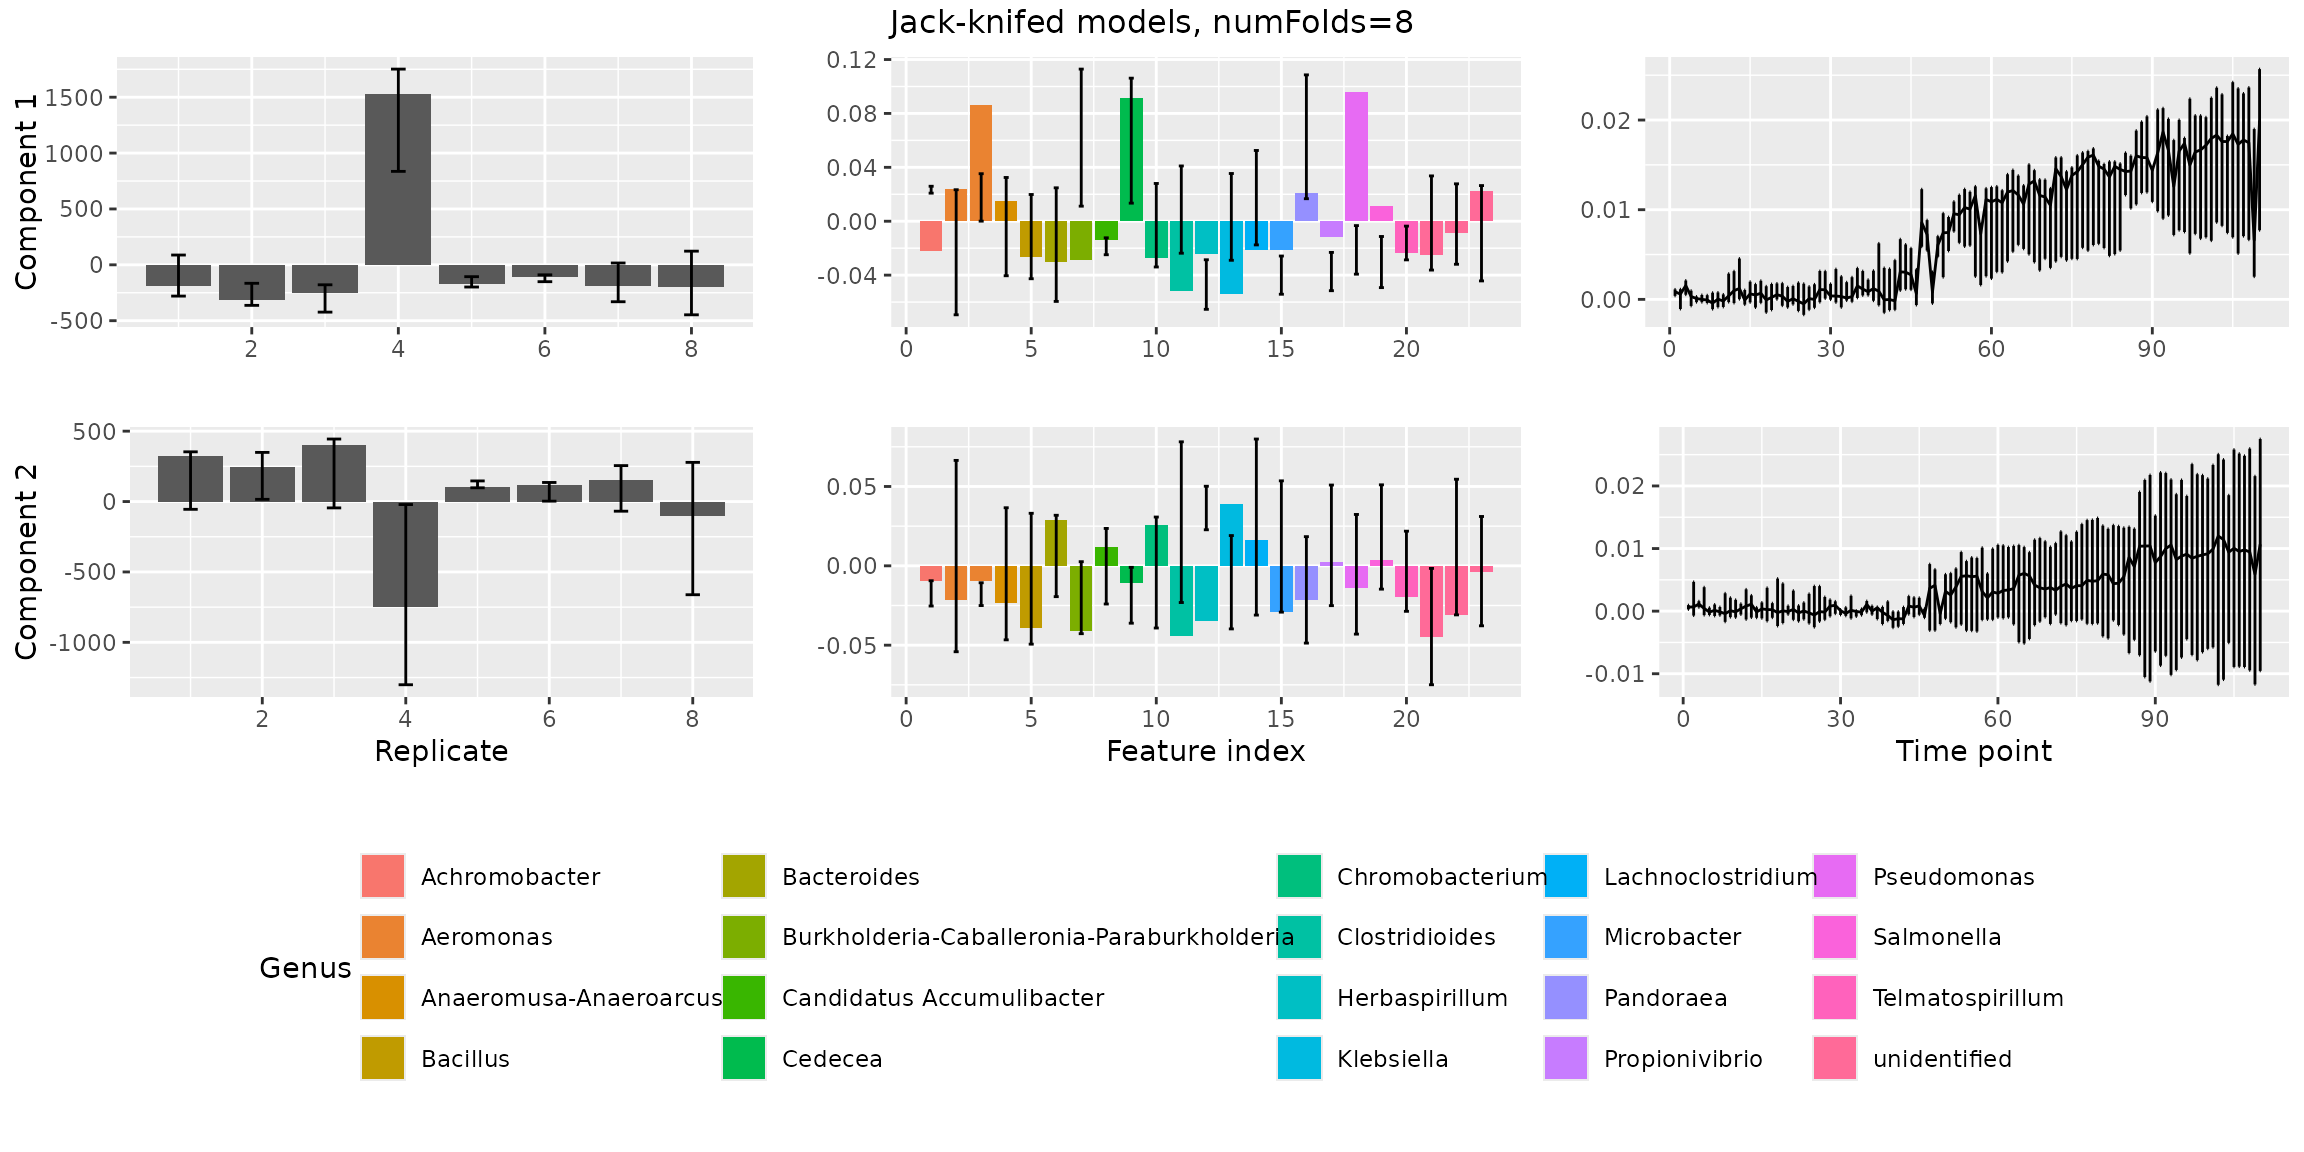 Jack-knifed models, numFolds=8
Component 1
1500
1000
500
0
-500
2 4 6 8
0.12
0.08
0.04
0.00
-0.04
0 5 10 15 20
0.02
0.01
0.00
0 30 60 90
Component 2
500
0
-500
-1000
2 4 6 8
Replicate
0.05
0.00
-0.05
0 5 10 15 20
Feature index
0.02
0.01
0.00
-0.01
0 30 60 90
Time point
Genus
Achromobacter
Aeromonas
Anaeromusa-Anaeroarcus
Bacillus
Bacteroides
Burkholderia-Caballeronia-Paraburkholderia
Candidatus Accumulibacter
Cedecea
Chromobacterium
Clostridioides
Herbaspirillum
Klebsiella
Lachnoclostridium
Microbacter
Pandoraea
Propionivibrio
Pseudomonas
Salmonella
Telmatospirillum
unidentified